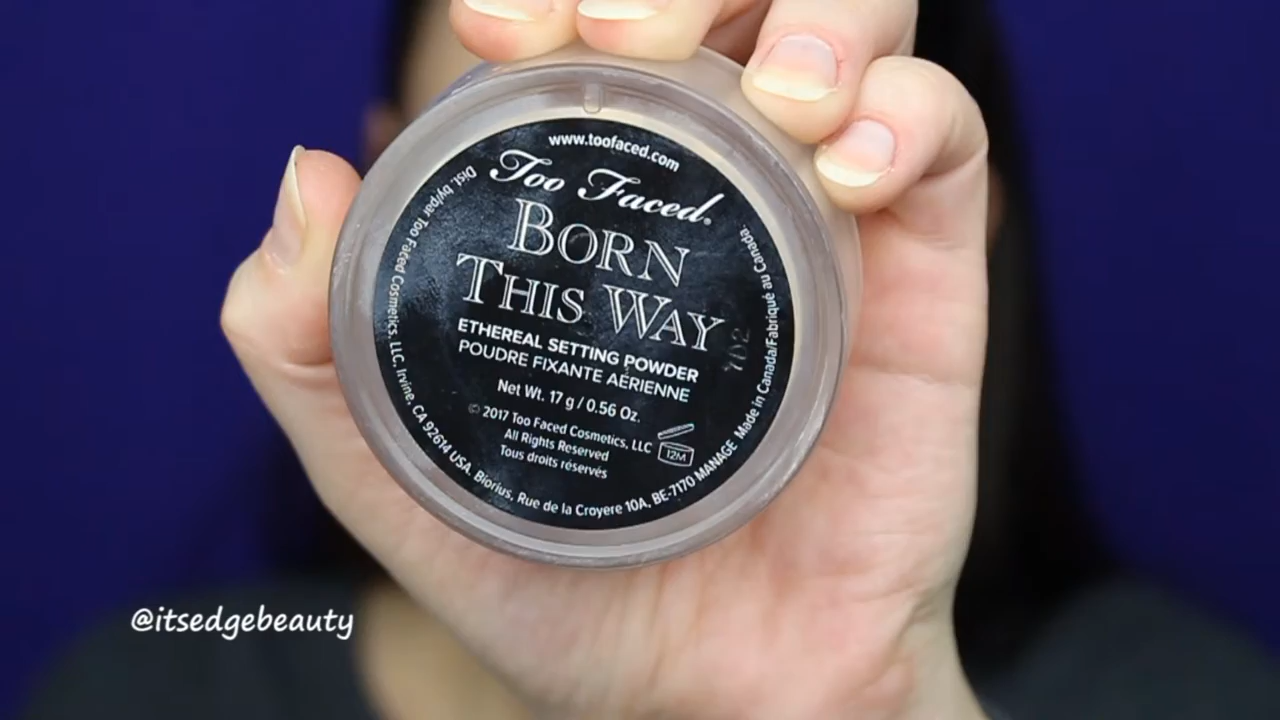 www.toofaced.com
Too Faced.
BORN
THIS WAY
ETHEREAL SETTING POWDER
POUDRE FIXANTE AÉRIENNE
Net Wt. 17 g / 0.56 Oz.
© 2017 Too Faced Cosmetics, LLC
All Rights Reserved
Tous droits réservés
12M
Dist. by/par Too Faced Cosmetics, LLC, Irvine, CA 92614 USA. Biorius, Rue de la Croyere 10A, BE-7170 MANAGE Made in Canada/Fabriqué au Canada.
@itsedgebeauty